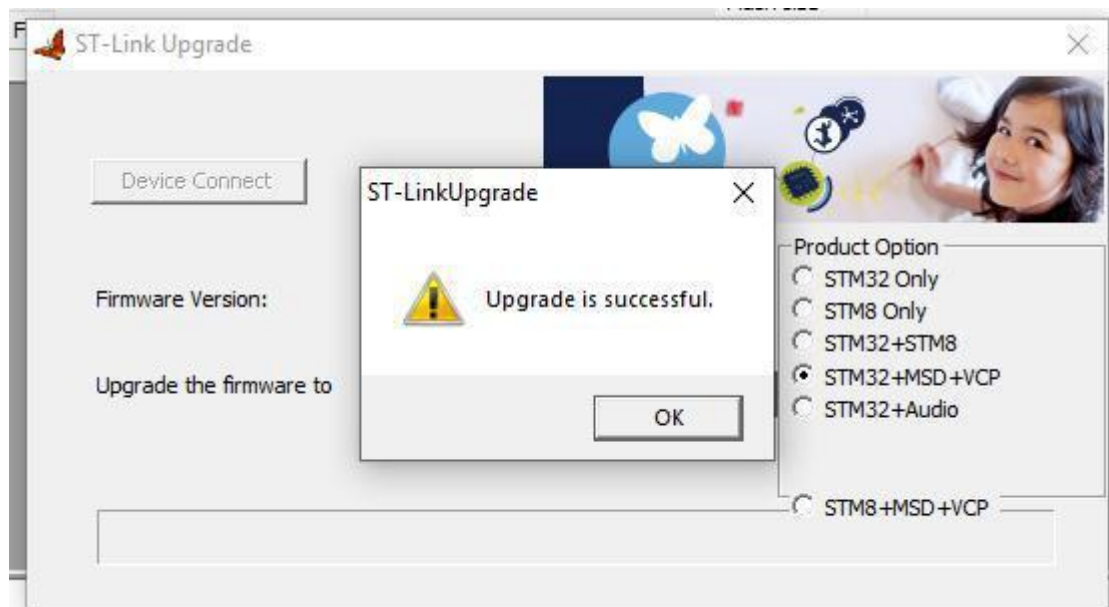 ST-Link Upgrade
Device Connect
ST-LinkUpgrade
Upgrade is successful.
OK
Firmware Version:
Upgrade the firmware to
Product Option
STM32 Only
STM8 Only
STM32+STM8
STM32+MSD+VCP
STM32+Audio
STM8+MSD+VCP